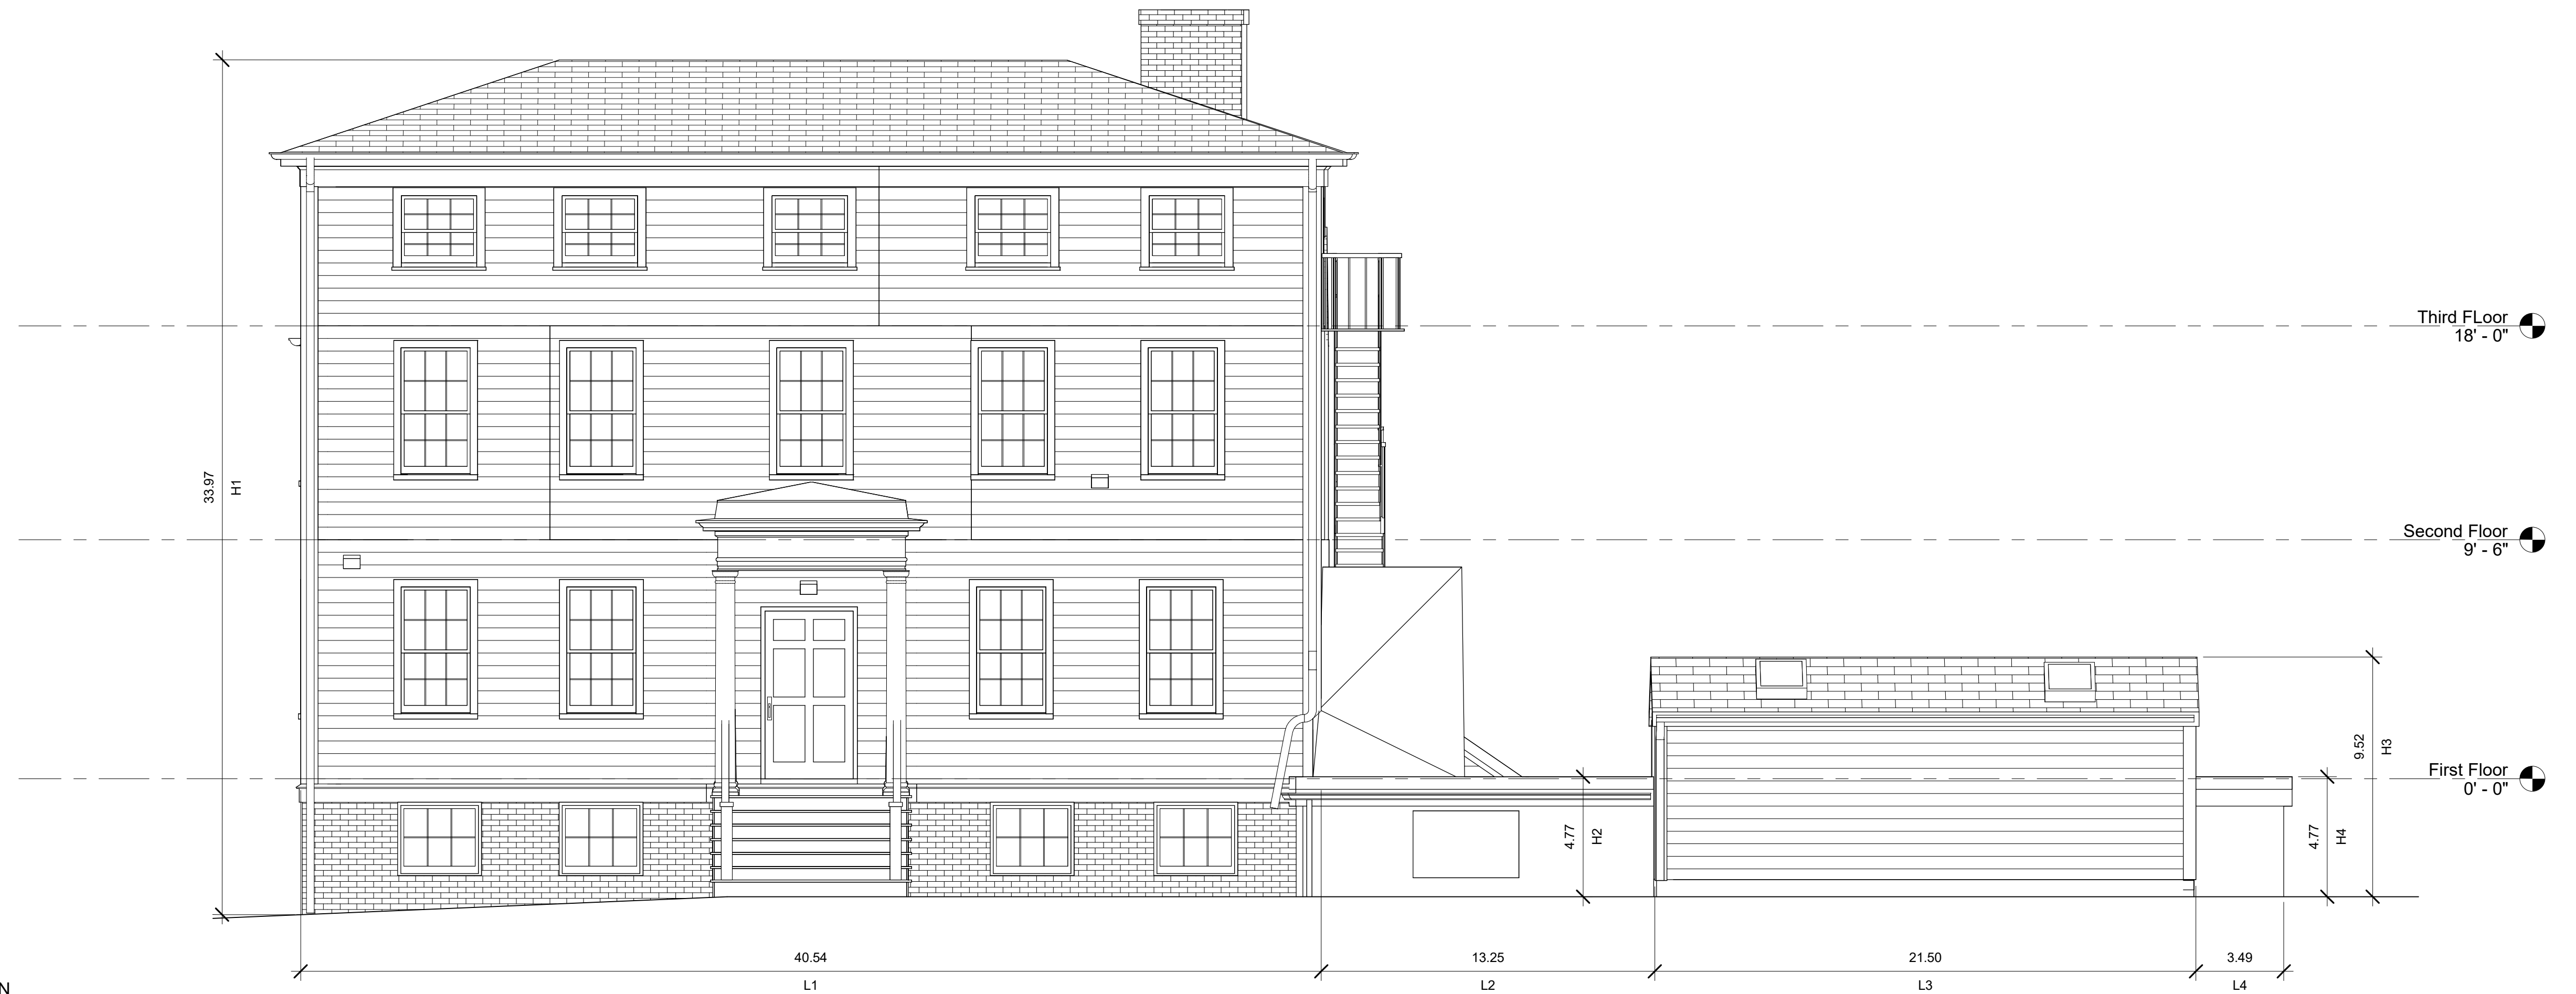 Third FLoor
18' - 0"
33.97
H1
Second Floor
9' - 6"
9.52
H3
First Floor
0' - 0"
4.77
H2
4.77
H4
40.54
13.25
21.50
3.49
N
L1
L2
L3
L4